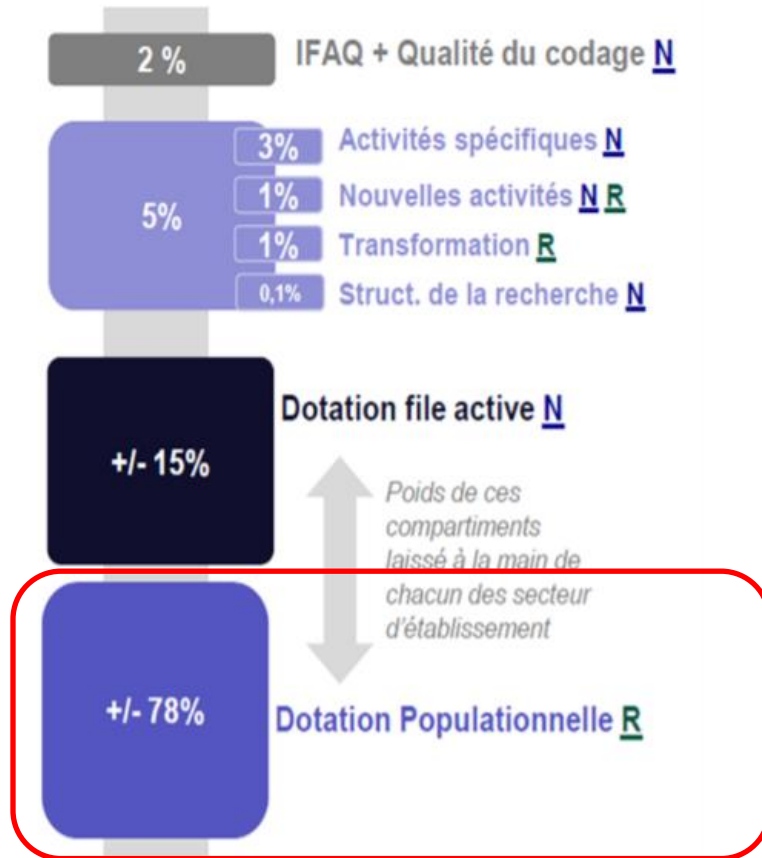 2 % IFAQ + Qualité du codage N
3% Activités spécifiques N
1% Nouvelles activités N R
5%
1% Transformation R
0,1% Struct. de la recherche N
Dotation file active N
+/- 15%
Poids de ces
compartiments
laissé à la main de
chacun des secteur
d'établissement
+/- 78%
Dotation Populationnelle R